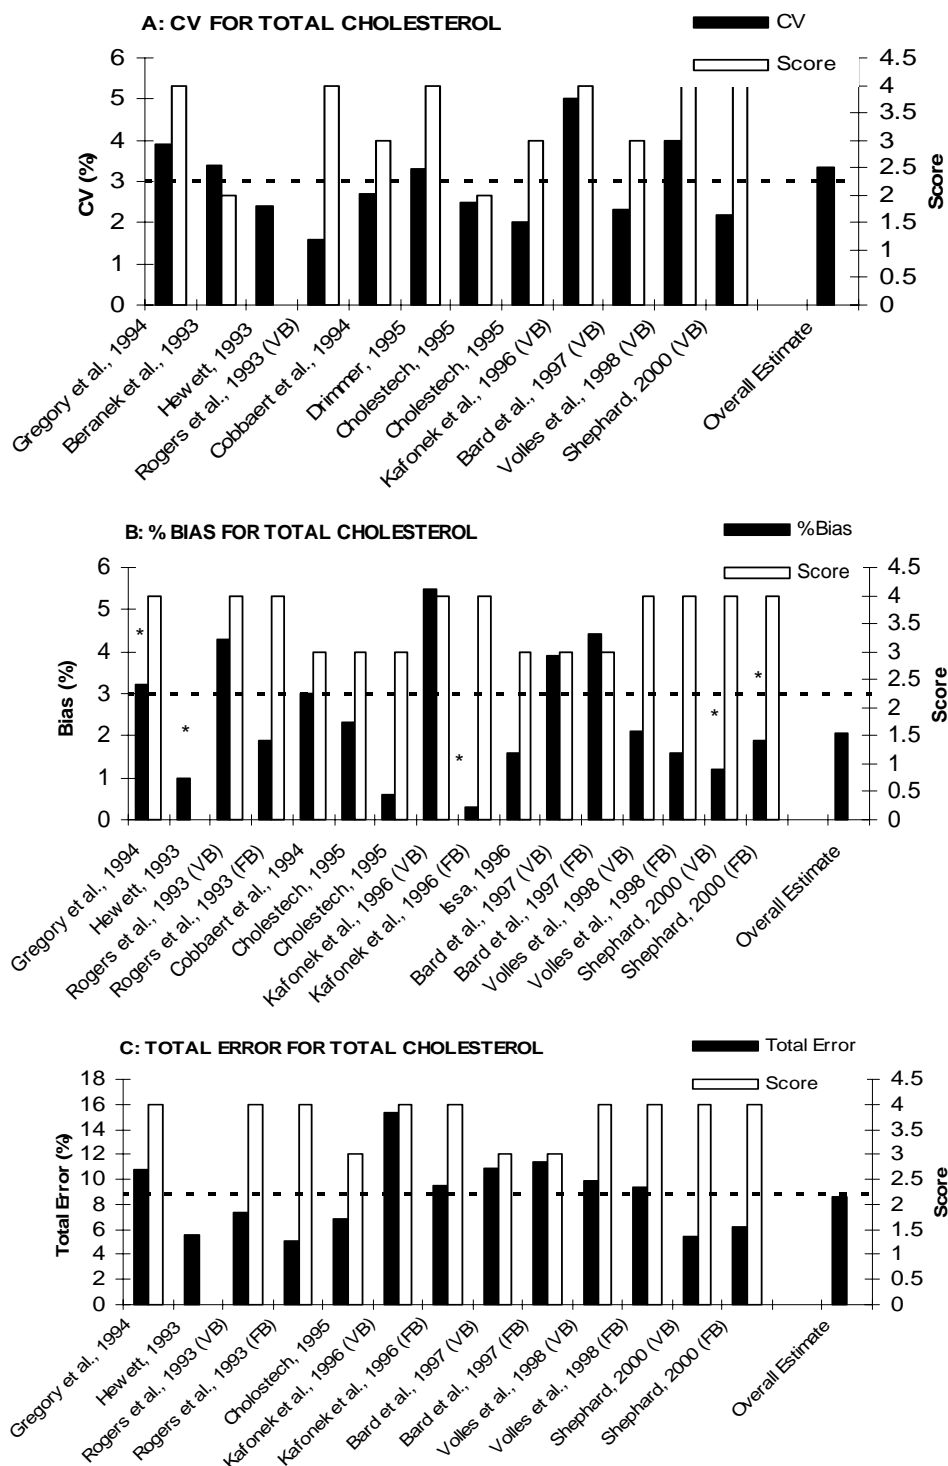 A: CV FOR TOTAL CHOLESTEROL
CV
Score
6
5
4
3
2
1
0
CV (%)
4.5
4
3.5
3
2.5
2
1.5
1
0.5
0
Score
Gregory et al., 1994
Beranek et al., 1993
Hewett, 1993
Rogers et al., 1993 (VB)
Cobbaert et al., 1994
Drimmer, 1995
Cholestech, 1995
Cholestech, 1995
Kafonek et al., 1996 (VB)
Bard et al., 1997 (VB)
Volles et al., 1998 (VB)
Shephard, 2000 (VB)
Overall Estimate
B: % BIAS FOR TOTAL CHOLESTEROL
%Bias
Score
6
5
4
3
2
1
0
Bias (%)
* * * * *
4.5
4
3.5
3
2.5
2
1.5
1
0.5
0
Score
Gregory et al., 1994
Hewett, 1993
Rogers et al., 1993 (VB)
Rogers et al., 1993 (FB)
Cobbaert et al., 1994
Cholestech, 1995
Cholestech, 1995
Kafonek et al., 1996 (VB)
Kafonek et al., 1996 (FB)
Issa, 1996
Bard et al., 1997 (VB)
Bard et al., 1997 (FB)
Volles et al., 1998 (VB)
Volles et al., 1998 (FB)
Shephard, 2000 (VB)
Shephard, 2000 (FB)
Overall Estimate
C: TOTAL ERROR FOR TOTAL CHOLESTEROL
Total Error
Score
18
16
14
12
10
8
6
4
2
0
Total Error (%)
4.5
4
3.5
3
2.5
2
1.5
1
0.5
0
Score
Gregory et al., 1994
Hewett, 1993
Rogers et al., 1993 (VB)
Rogers et al., 1993 (FB)
Cholostech, 1995
Kafonek et al., 1996 (VB)
Kafonek et al., 1996 (FB)
Bard et al., 1997 (VB)
Bard et al., 1997 (FB)
Volles et al., 1998 (VB)
Volles et al., 1998 (FB)
Shephard, 2000 (VB)
Shephard, 2000 (FB)
Overall Estimate